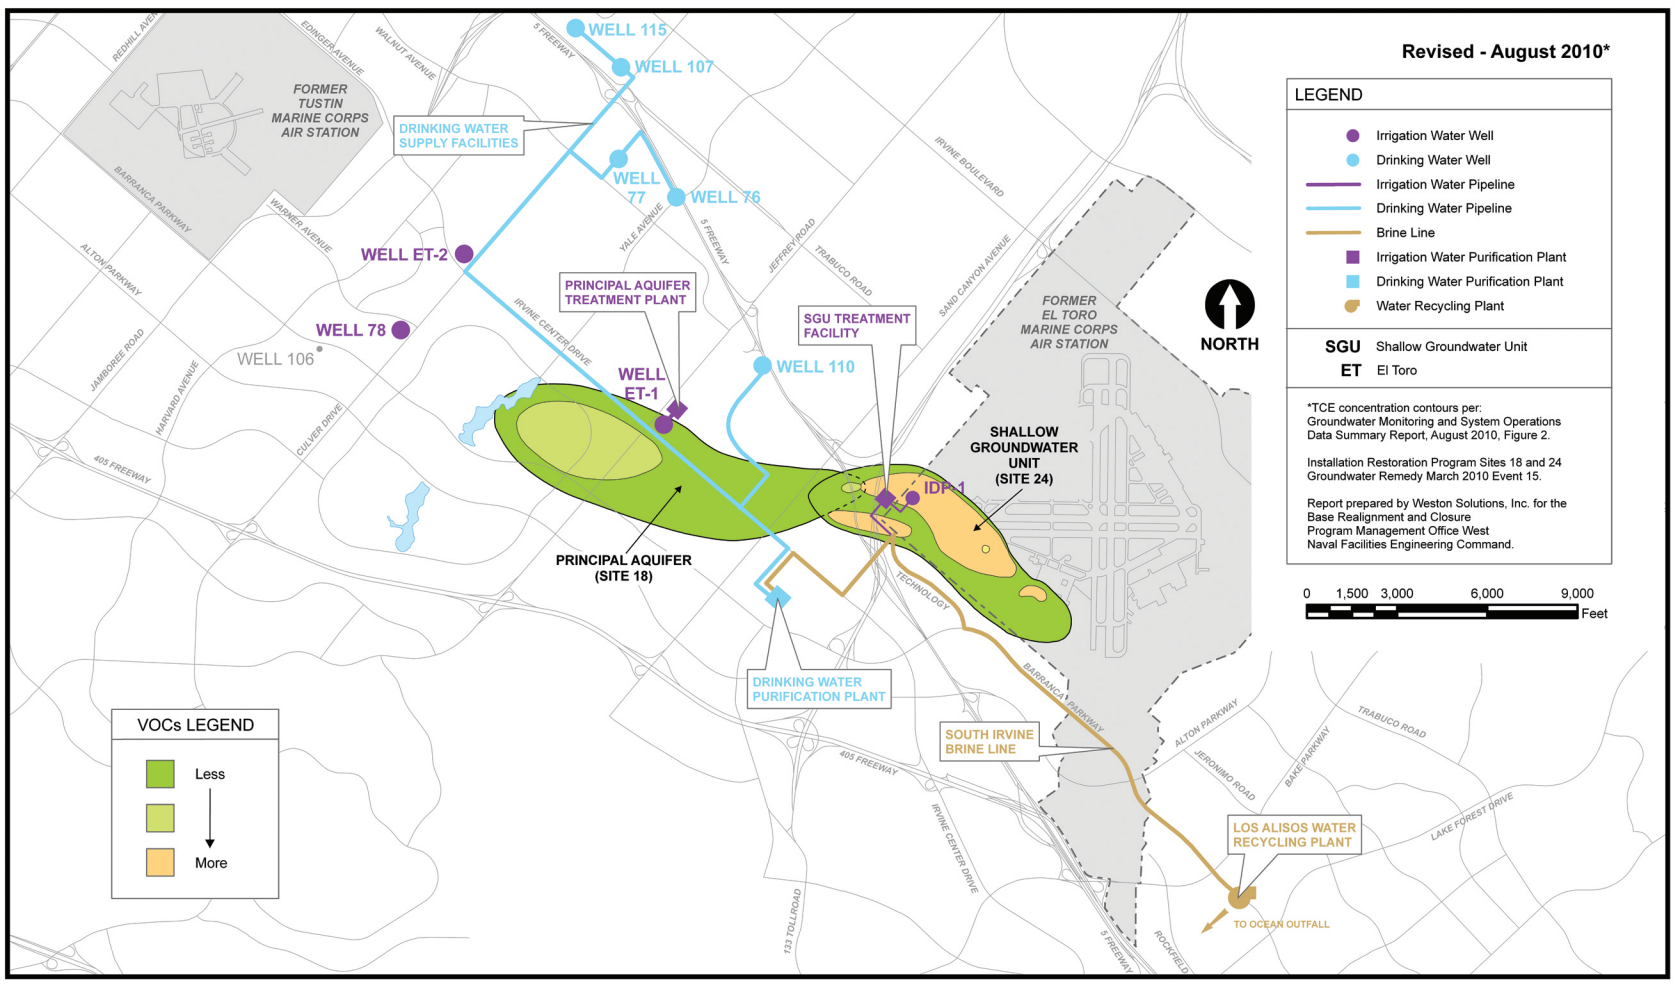 Revised - August 2010*
LEGEND
Irrigation Water Well
Drinking Water Well
Irrigation Water Pipeline
Drinking Water Pipeline
Brine Line
Irrigation Water Purification Plant
Drinking Water Purification Plant
Water Recycling Plant
SGU Shallow Groundwater Unit
ET El Toro
*TCE concentration contours per:
Groundwater Monitoring and System Operations
Data Summary Report, August 2010, Figure 2.
Installation Restoration Program Sites 18 and 24
Groundwater Remedy March 2010 Event 15.
Report prepared by Weston Solutions, Inc. for the
Base Realignment and Closure
Program Management Office West
Naval Facilities Engineering Command.
0 1,500 3,000 6,000 9,000
Feet
NORTH
REDHILL AVEN
EDINGER AVENUE
WALNUT AVENUE
5 FREEWAY
WELL 115
WELL 107
FORMER
TUSTIN
MARINE CORPS
AIR STATION
DRINKING WATER
SUPPLY FACILITIES
WELL
77
WELL 76
IRVINE BOULEVARD
BARRANCA PARKWAY
WARNER AVENUE
YALE AVENUE
5 FREEWAY
JEFFREY ROAD
TRABUCO ROAD
SAND CANYON AVENUE
ALTON PARKWAY
WELL ET-2
PRINCIPAL AQUIFER
TREATMENT PLANT
SGU TREATMENT
FACILITY
FORMER
EL TORO
MARINE CORPS
AIR STATION
IRVINE CENTER DRIVE
WELL 78
WELL 106
JAMBOREE ROAD
HARVARD AVENUE
CULVER DRIVE
WELL
ET-1
WELL 110
SHALLOW
GROUNDWATER
UNIT
(SITE 24)
IDP-1
405 FREEWAY
PRINCIPAL AQUIFER
(SITE 18)
TECHNOLOGY
DRINKING WATER
PURIFICATION PLANT
BARRANCA PARKWAY
SOUTH IRVINE
BRINE LINE
ALTON PARKWAY
TRABUCO ROAD
BAKE PARKWAY
JERONIMO ROAD
LAKE FOREST DRIVE
405 FREEWAY
IRVINE CENTER DRIVE
133 TOLLROAD
5 FREEWAY
ROCKFIELD
LOS ALISOS WATER
RECYCLING PLANT
TO OCEAN OUTFALL
VOCs LEGEND
Less
More